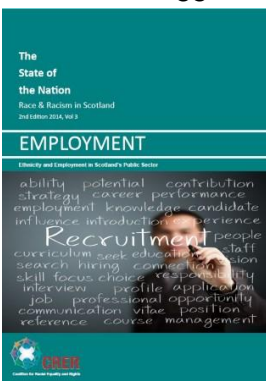 The
State of
the Nation
Race & Racism in Scotland
2nd Edition 2014, Vol 3
EMPLOYMENT
Ethnicity and Employment in Scotland's Public Sector
ability potential contribution
strategy career performance
employment knowledge candidate
influence introduction experience
Recruitment people
curriculum seek education staff
search hiring connection
skill focus choice responsibility
interview profile application
job professional opportunity
communication vitae position
reference course management
CRER
Coalition for Racial Equality and Rights